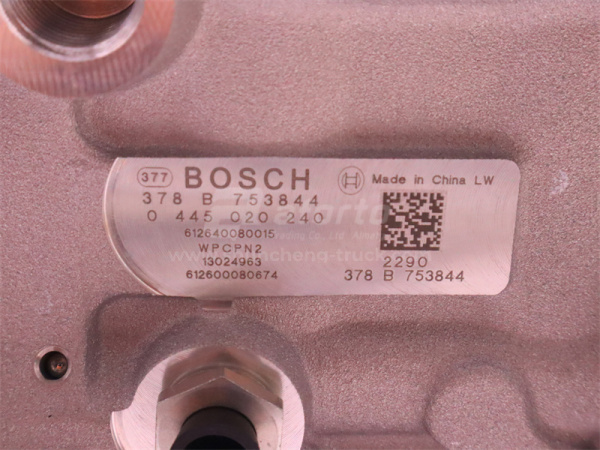 377 BOSCH Made in China LW
378 B 753844
0 445 020 240
612640080015
WPCPN2
13024963
612600080674
2290
378 B 753844